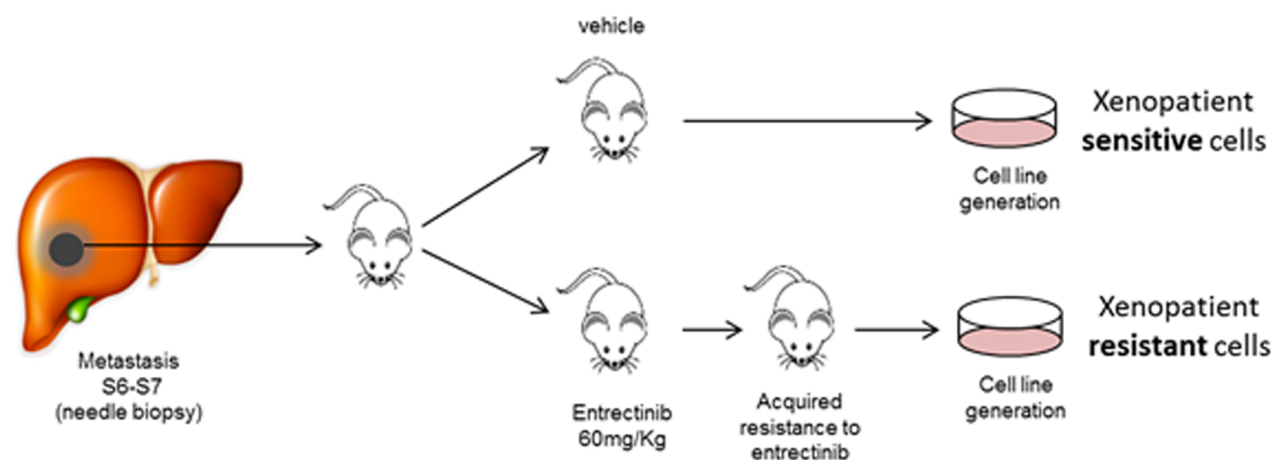 vehicle
Xenopatient
sensitive cells
Cell line
generation
Metastasis
S6-S7
(needle biopsy)
Entrectinib
60mg/Kg
Acquired
resistance to
entrectinib
Cell line
generation
Xenopatient
resistant cells